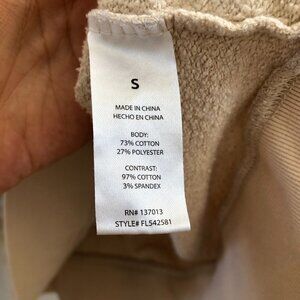 S
MADE IN CHINA
HECHO EN CHINA
BODY:
73% COTTON
27% POLYESTER
CONTRAST:
97% COTTON
3% SPANDEX
RN# 137013
STYLE# FL542581